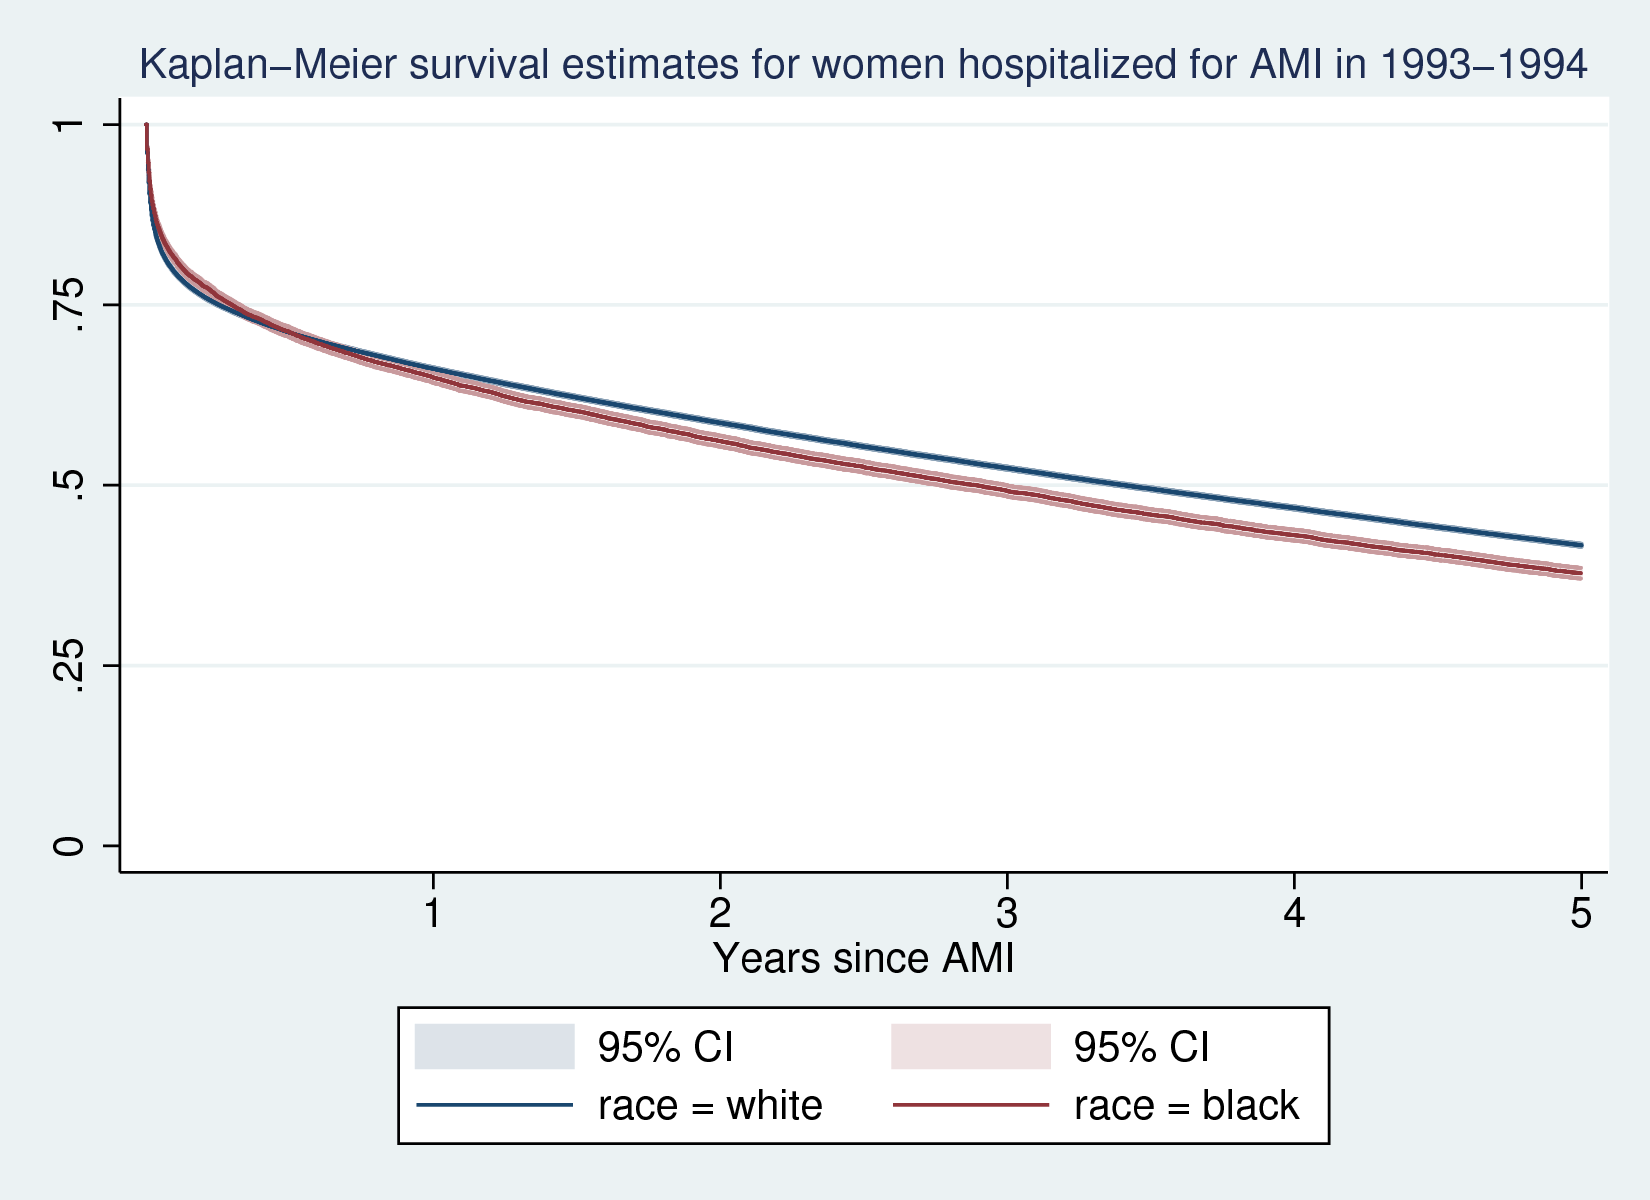 Kaplan−Meier survival estimates for women hospitalized for AMI in 1993−1994
1
.75
.5
.25
0
1 2 3 4 5
Years since AMI
95% CI 95% CI
race = white race = black